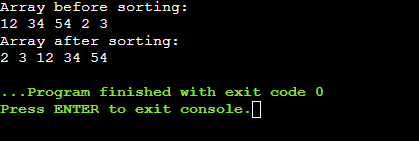 Array before sorting:
12 34 54 2 3
Array after sorting:
2 3 12 34 54
...Program finished with exit code 0
Press ENTER to exit console.